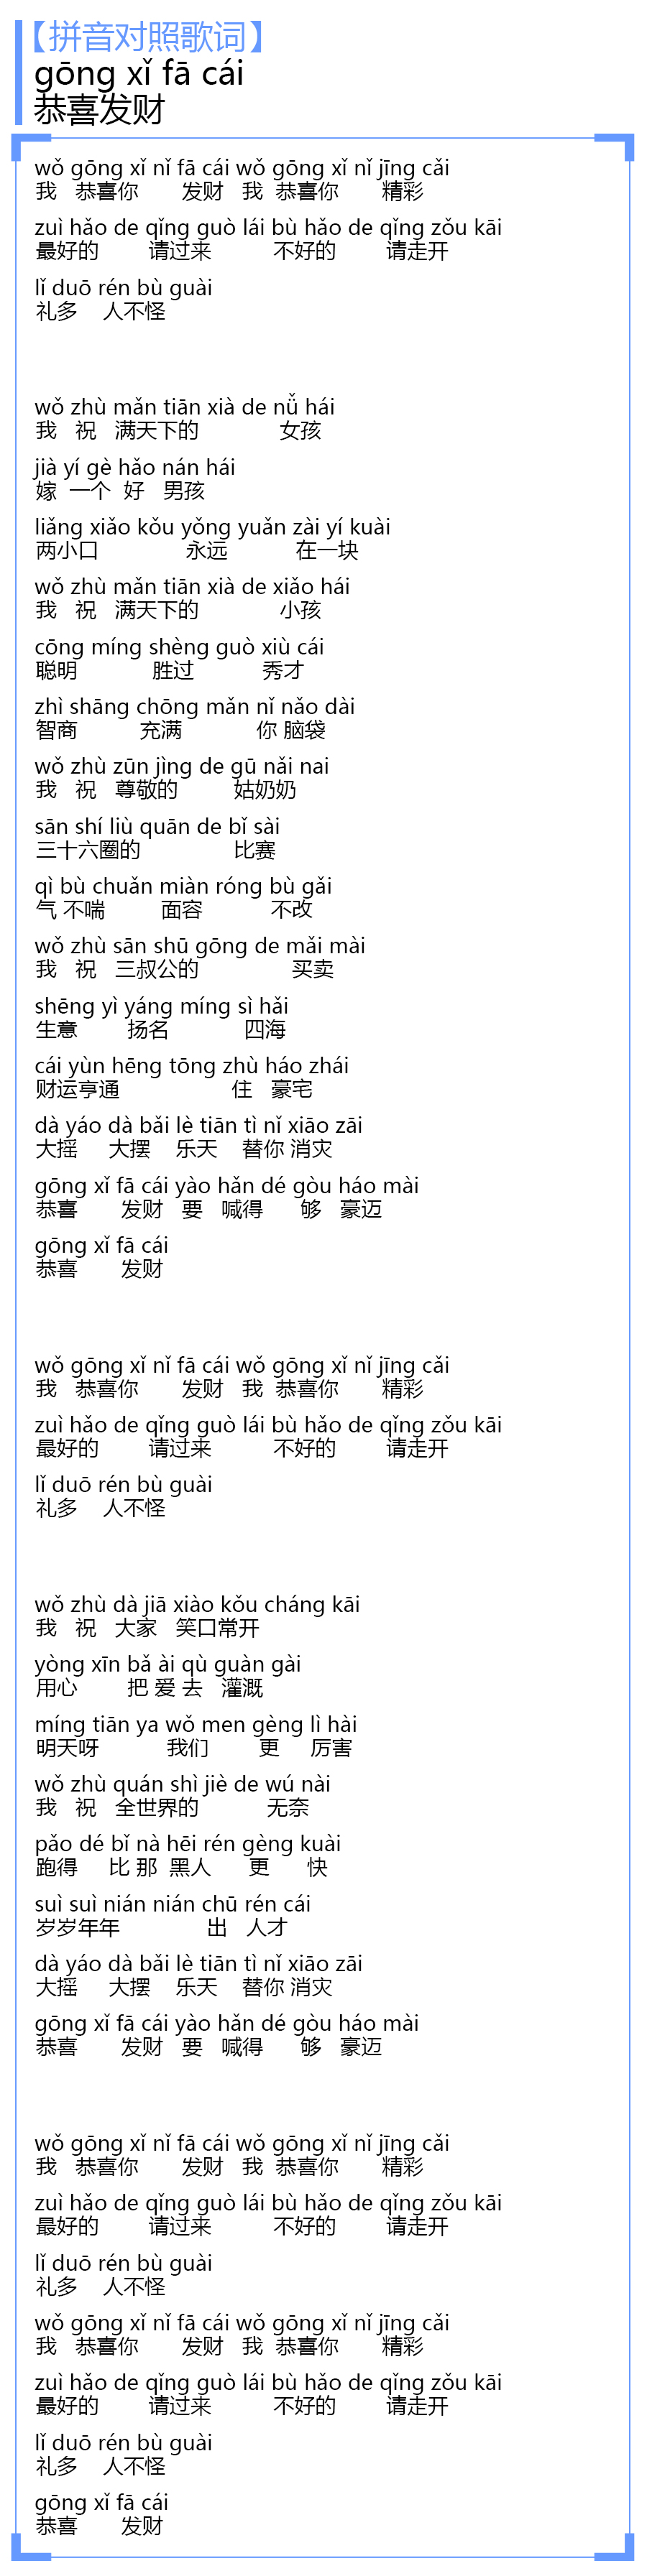 【拼音对照歌词】
gōng xǐ fā cái
恭喜发财
wǒ gōng xǐ nǐ fā cái wǒ gōng xǐ nǐ jīng cǎi
我 恭喜你 发财 我 恭喜你 精彩
zuì hǎo de qǐng guò lái bù hǎo de qǐng zǒu kāi
最好的 请过来 不好的 请走开
lǐ duō rén bù guài
礼多 人不怪
wǒ zhù mǎn tiān xià de nǚ hái
我 祝 满天下的 女孩
jià yí gè hǎo nán hái
嫁 一个 好 男孩
liǎng xiǎo kǒu yǒng yuǎn zài yí kuài
两小口 永远 在一块
wǒ zhù mǎn tiān xià de xiǎo hái
我 祝 满天下的 小孩
cōng míng shèng guò xiù cái
聪明 胜过 秀才
zhì shāng chōng mǎn nǐ nǎo dài
智商 充满 你 脑袋
wǒ zhù zūn jìng de gū nǎi nai
我 祝 尊敬的 姑奶奶
sān shí liù quān de bǐ sài
三十六圈的 比赛
qì bù chuǎn miàn róng bù gǎi
气 不喘 面容 不改
wǒ zhù sān shū gōng de mǎi mài
我 祝 三叔公的 买卖
shēng yì yáng míng sì hǎi
生意 扬名 四海
cái yùn hēng tōng zhù háo zhái
财运亨通 住 豪宅
dà yáo dà bǎi lè tiān tì nǐ xiāo zāi
大摇 大摆 乐天 替你 消灾
gōng xǐ fā cái yào hǎn dé gòu háo mài
恭喜 发财 要 喊得 够 豪迈
gōng xǐ fā cái
恭喜 发财
wǒ gōng xǐ nǐ fā cái wǒ gōng xǐ nǐ jīng cǎi
我 恭喜你 发财 我 恭喜你 精彩
zuì hǎo de qǐng guò lái bù hǎo de qǐng zǒu kāi
最好的 请过来 不好的 请走开
lǐ duō rén bù guài
礼多 人不怪
wǒ zhù dà jiā xiào kǒu cháng kāi
我 祝 大家 笑口常开
yòng xīn bǎ ài qù guàn gài
用心 把 爱 去 灌溉
míng tiān ya wǒ men gèng lì hài
明天呀 我们 更 厉害
wǒ zhù quán shì jiè de wú nài
我 祝 全世界的 无奈
pǎo dé bǐ nà hēi rén gèng kuài
跑得 比 那 黑人 更 快
suì suì nián nián chū rén cái
岁岁年年 出 人才
dà yáo dà bǎi lè tiān tì nǐ xiāo zāi
大摇 大摆 乐天 替你 消灾
gōng xǐ fā cái yào hǎn dé gòu háo mài
恭喜 发财 要 喊得 够 豪迈
wǒ gōng xǐ nǐ fā cái wǒ gōng xǐ nǐ jīng cǎi
我 恭喜你 发财 我 恭喜你 精彩
zuì hǎo de qǐng guò lái bù hǎo de qǐng zǒu kāi
最好的 请过来 不好的 请走开
lǐ duō rén bù guài
礼多 人不怪
wǒ gōng xǐ nǐ fā cái wǒ gōng xǐ nǐ jīng cǎi
我 恭喜你 发财 我 恭喜你 精彩
zuì hǎo de qǐng guò lái bù hǎo de qǐng zǒu kāi
最好的 请过来 不好的 请走开
lǐ duō rén bù guài
礼多 人不怪
gōng xǐ fā cái
恭喜 发财